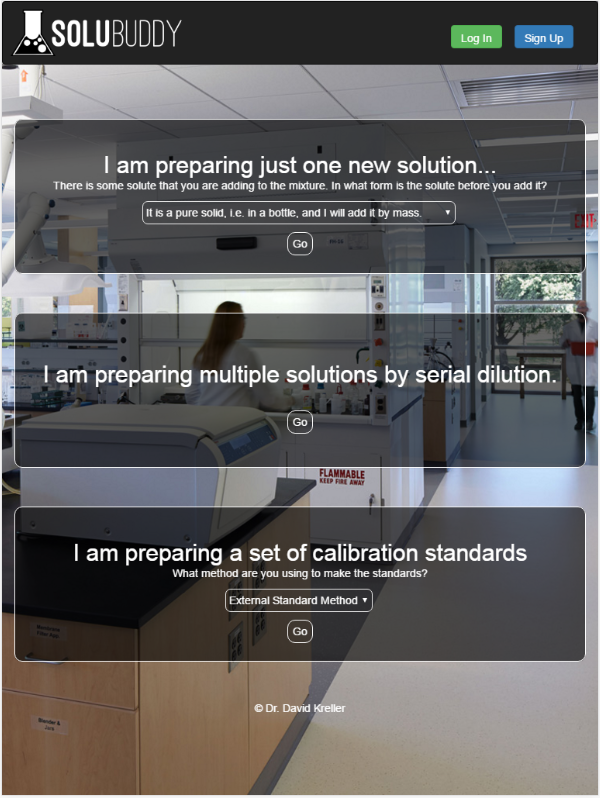 SOLUBUDDY
Log In
Sign Up
I am preparing just one new solution...
There is some solute that you are adding to the mixture. In what form is the solute before you add it?
It is a pure solid, i.e. in a bottle, and I will add it by mass.
Go
EXIT
I am preparing multiple solutions by serial dilution.
Go
FLAMMABLE
KEEP FIRE AWAY
I am preparing a set of calibration standards
What method are you using to make the standards?
External Standard Method
Go
© Dr. David Kreller